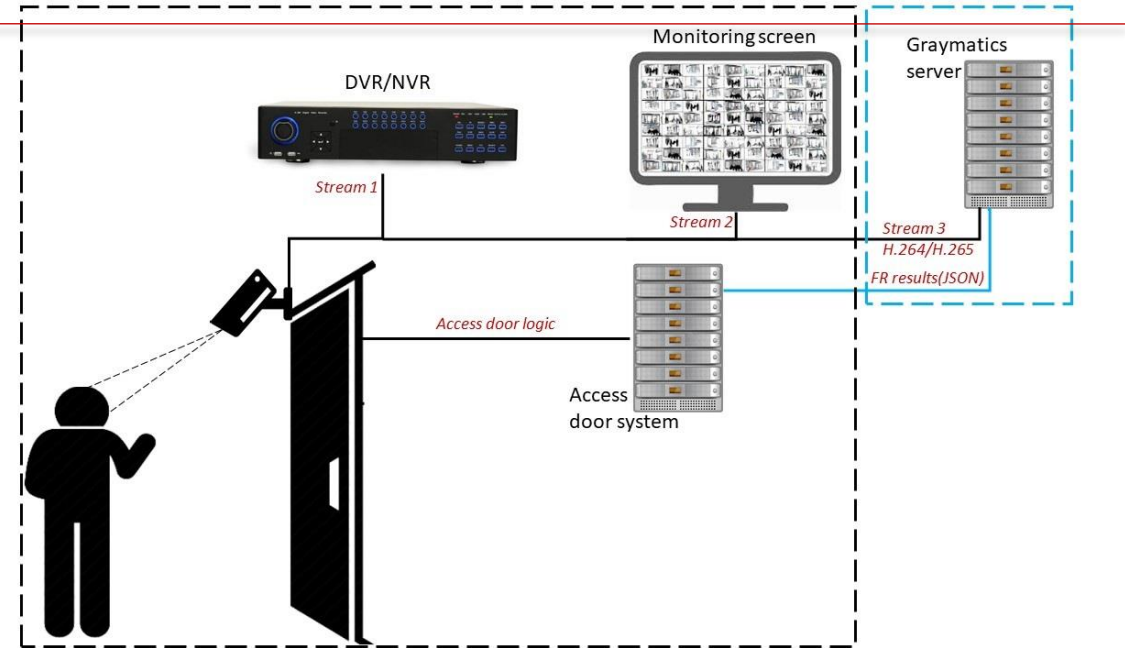 Monitoring screen
Graymatics
server
DVR/NVR
Stream 1
Stream 2
Stream 3
H.264/H.265
FR results(JSON)
Access door logic
Access
door system